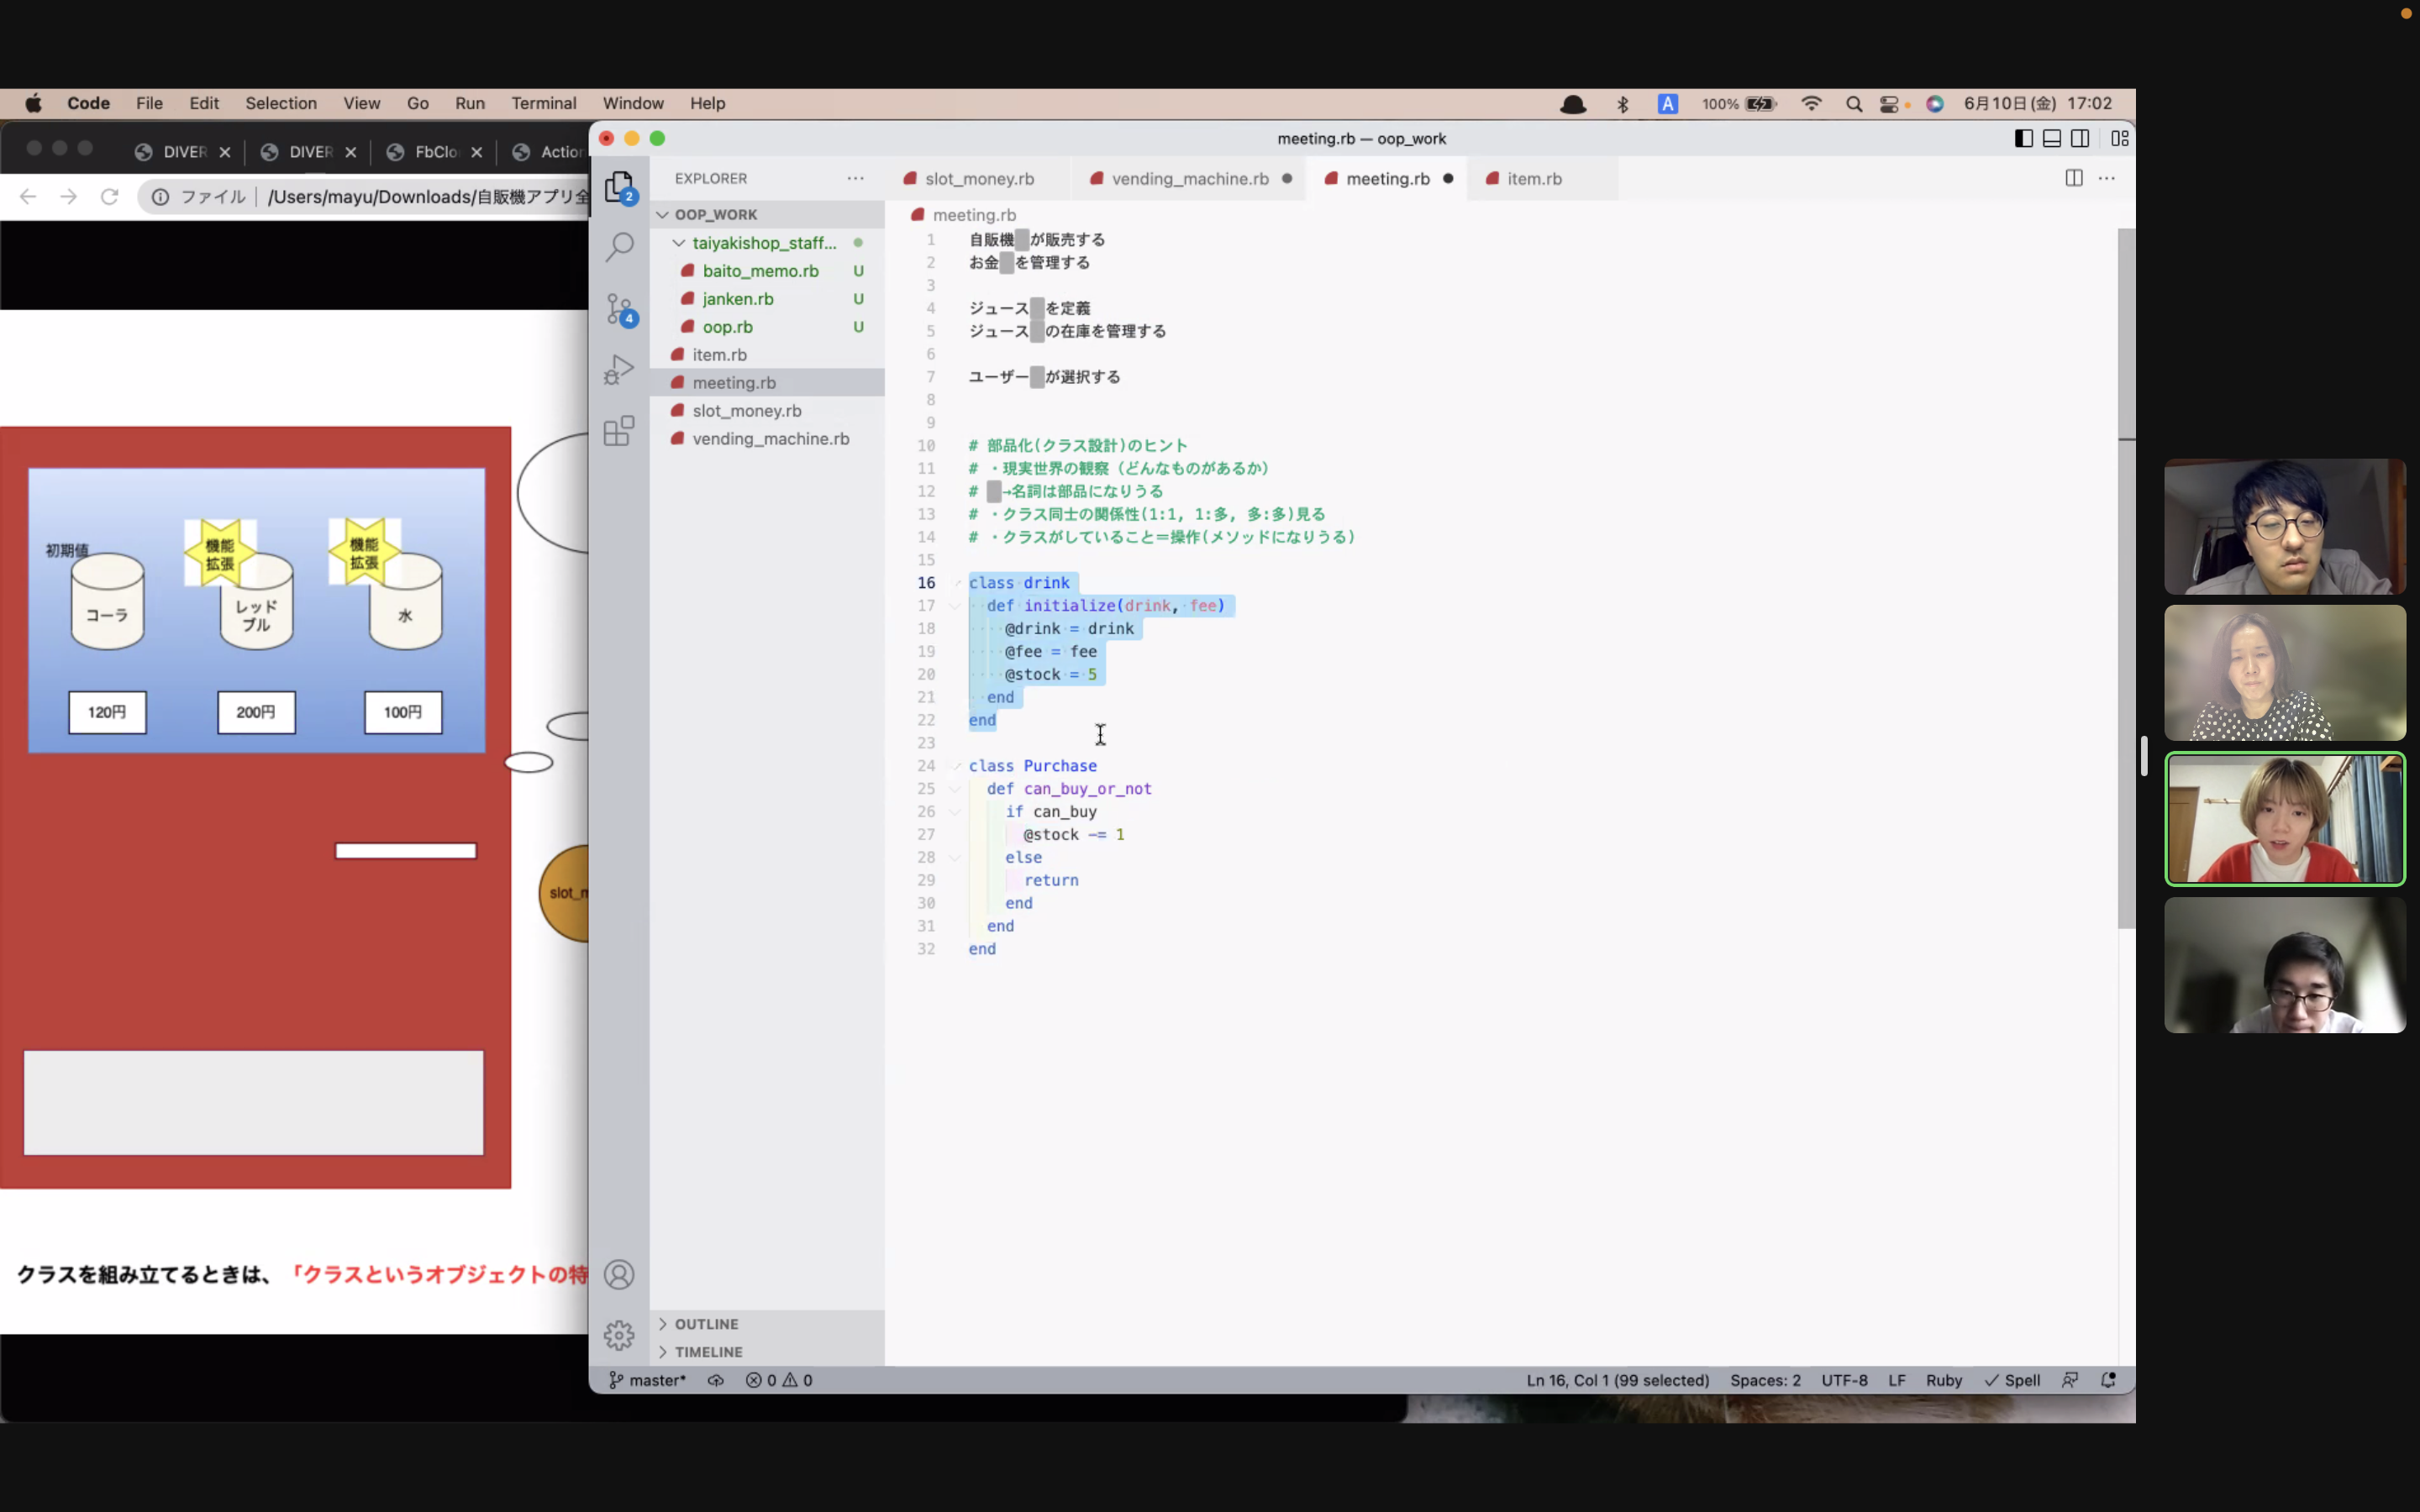 Code File Edit Selection View Go Run Terminal Window Help
A 100% 6月10日(金) 17:02
DIVER DIVER FbClo Action
ファイル /Users/mayu/Downloads/自販機アプリ全
初期値
機能
拡張
機能
拡張
コーラ
レッド
ブル
水
120円 200円 100円
slot_m
クラスを組み立てるときは、「クラスというオブジェクトの特
meeting.rb — oop_work
EXPLORER
slot_money.rb vending_machine.rb meeting.rb item.rb
2
4
OOP_WORK
taiyakishop_staff...
baito_memo.rb U
janken.rb U
oop.rb U
item.rb
meeting.rb
slot_money.rb
vending_machine.rb
OUTLINE
TIMELINE
meeting.rb
1 自販機 が販売する
2 お金 を管理する
3
4 ジュース を定義
5 ジュース の在庫を管理する
6
7 ユーザー が選択する
8
9
10 # 部品化(クラス設計)のヒント
11 # ・現実世界の観察（どんなものがあるか）
12 # →名詞は部品になりうる
13 # ・クラス同士の関係性(1:1, 1:多, 多:多)見る
14 # ・クラスがしていること＝操作(メソッドになりうる)
15
16 class drink
17 def initialize(drink, fee)
18 @drink = drink
19 @fee = fee
20 @stock = 5
21 end
22 end
23
24 class Purchase
25 def can_buy_or_not
26 if can_buy
27 @stock -= 1
28 else
29 return
30 end
31 end
32 end
master* 0 0 Ln 16, Col 1 (99 selected) Spaces: 2 UTF-8 LF Ruby Spell